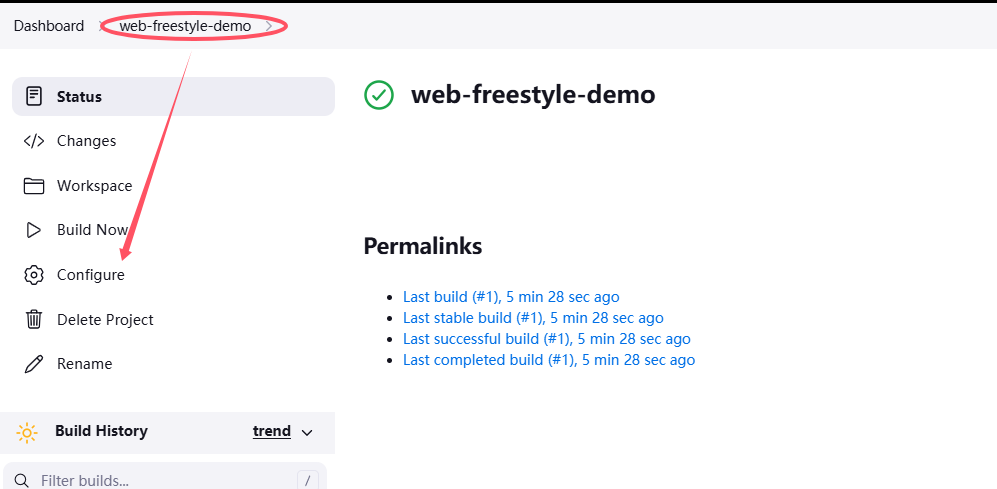 Dashboard
web-freestyle-demo
Status
Changes
Workspace
Build Now
Configure
Delete Project
Rename
Build History
trend
Filter builds...
/
web-freestyle-demo
Permalinks
Last build (#1), 5 min 28 sec ago
Last stable build (#1), 5 min 28 sec ago
Last successful build (#1), 5 min 28 sec ago
Last completed build (#1), 5 min 28 sec ago